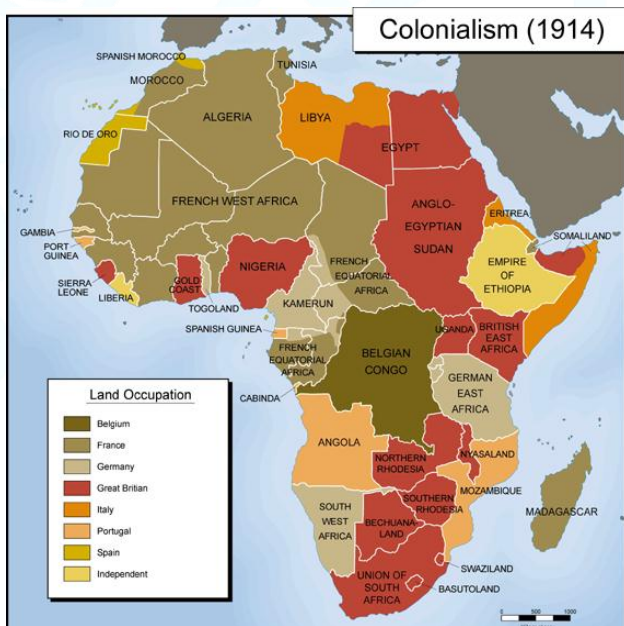 Colonialism (1914)
SPANISH MOROCCO
TUNISIA
MOROCCO
ALGERIA
LIBYA
EGYPT
RIO DE ORO
FRENCH WEST AFRICA
ANGLO-
EGYPTIAN
SUDAN
ERITREA
GAMBIA
PORT
GUINEA
NIGERIA
FRENCH
EQUATORIAL
AFRICA
SOMALILAND
EMPIRE
OF
ETHIOPIA
SIERRA
LEONE
LIBERIA
GOLD
COAST
TOGOLAND
KAMERUN
SPANISH GUINEA
UGANDA
BRITISH
EAST
AFRICA
FRENCH
EQUATORIAL
AFRICA
BELGIAN
CONGO
CABINDA
GERMAN
EAST
AFRICA
Land Occupation
Belgium
France
Germany
Great Britian
Italy
Portugal
Spain
Independent
ANGOLA
NORTHERN
RHODESIA
NYASALAND
MOZAMBIQUE
SOUTHERN
RHODESIA
MADAGASCAR
SOUTH
WEST
AFRICA
BECHUANA-
LAND
SWAZILAND
UNION OF
SOUTH
AFRICA
BASUTOLAND
0 500 1000